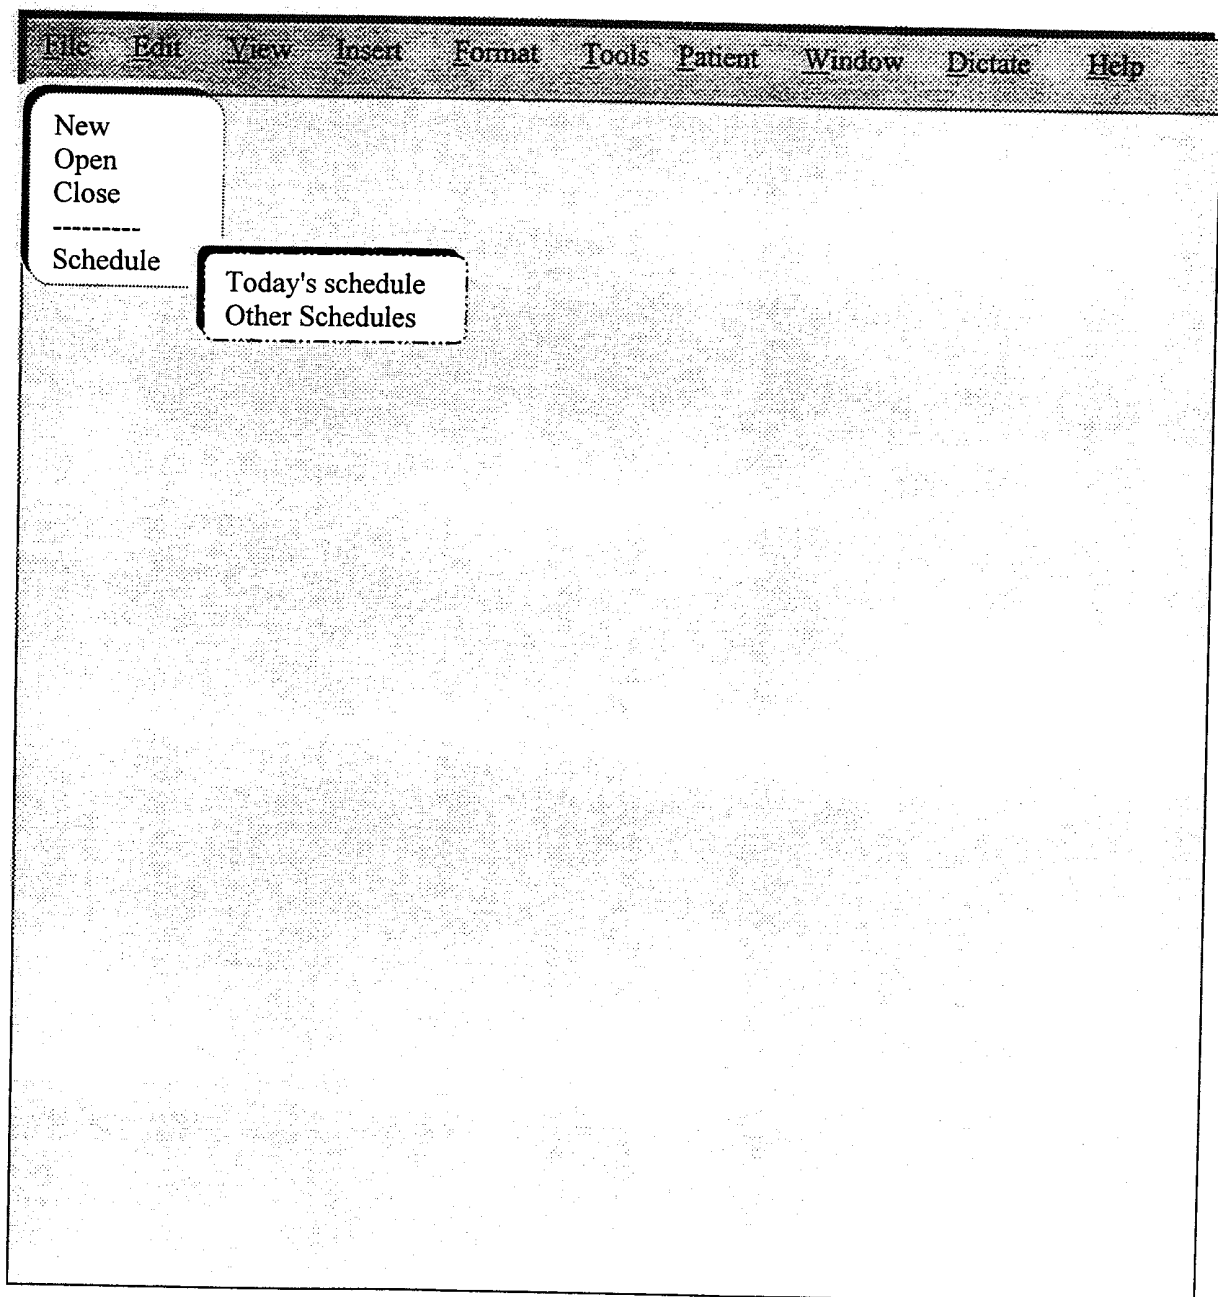 File Edit View Insert Format Tools Patient Window Dictate Help
New
Open
Close
---------
Schedule
Today's schedule
Other Schedules